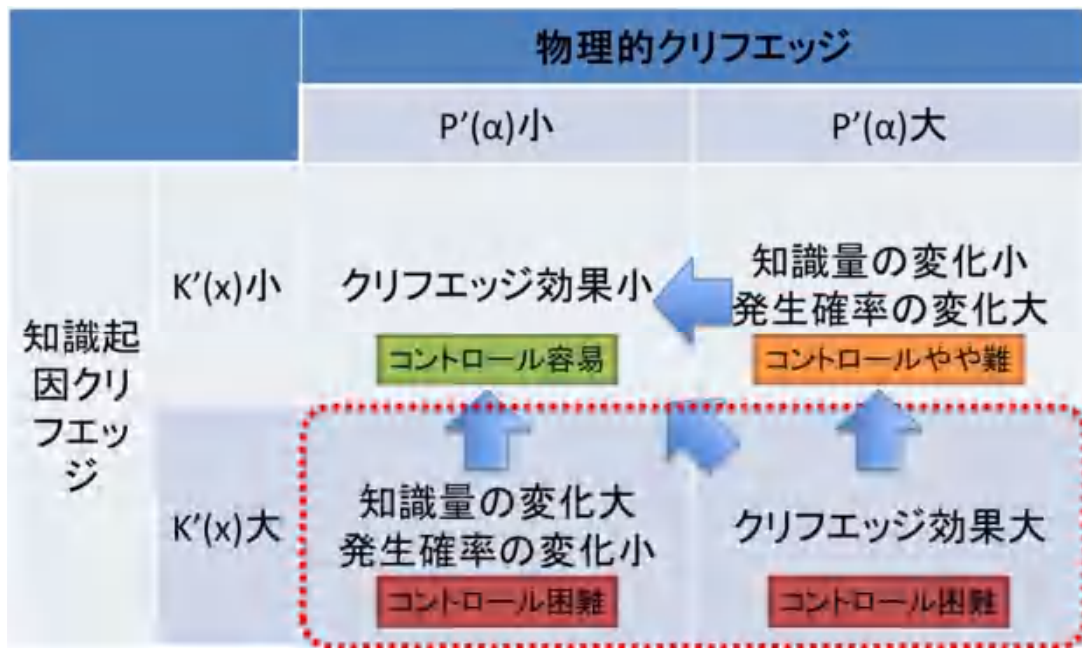 物理的クリフエッジ
P’(α)小
P’(α)大
知識起
因クリ
フエッ
ジ
K’(x)小
クリフエッジ効果小
コントロール容易
知識量の変化小
発生確率の変化大
コントロールやや難
K’(x)大
知識量の変化大
発生確率の変化小
コントロール困難
クリフエッジ効果大
コントロール困難